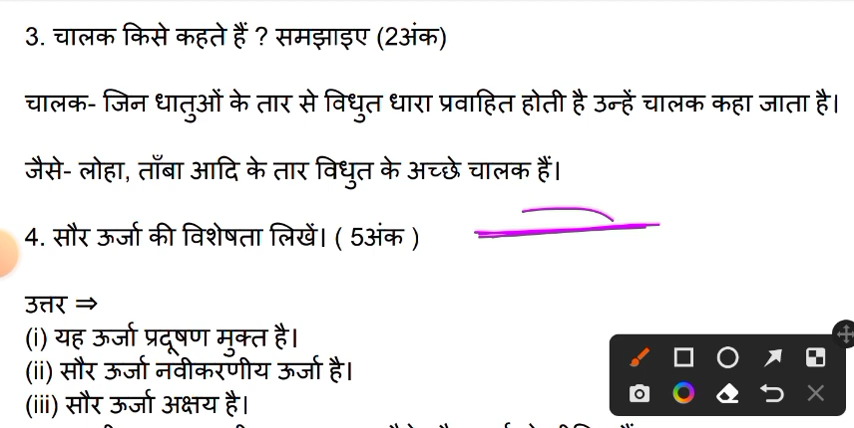 3. चालक किसे कहते हैं ? समझाइए (2अंक)
चालक- जिन धातुओं के तार से विधुत धारा प्रवाहित होती है उन्हें चालक कहा जाता है।
जैसे- लोहा, ताँबा आदि के तार विधुत के अच्छे चालक हैं।
4. सौर ऊर्जा की विशेषता लिखें। ( 5अंक )
उत्तर ⇒
(i) यह ऊर्जा प्रदूषण मुक्त है।
(ii) सौर ऊर्जा नवीकरणीय ऊर्जा है।
(iii) सौर ऊर्जा अक्षय है।